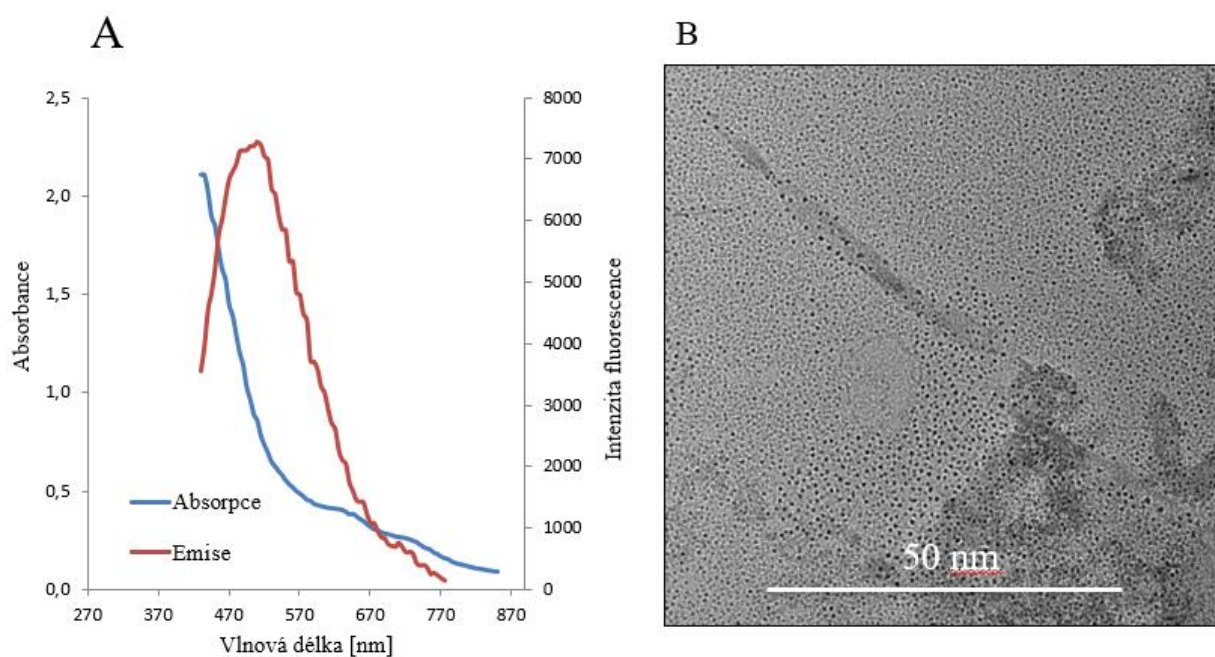 A
B
2,5
2,0
1,5
1,0
0,5
0,0
Absorbance
8000
7000
6000
5000
4000
3000
2000
1000
0
Intenzita fluorescence
Absorpce
Emise
270 370 470 570 670 770 870
Vlnová délka [nm]
50 nm